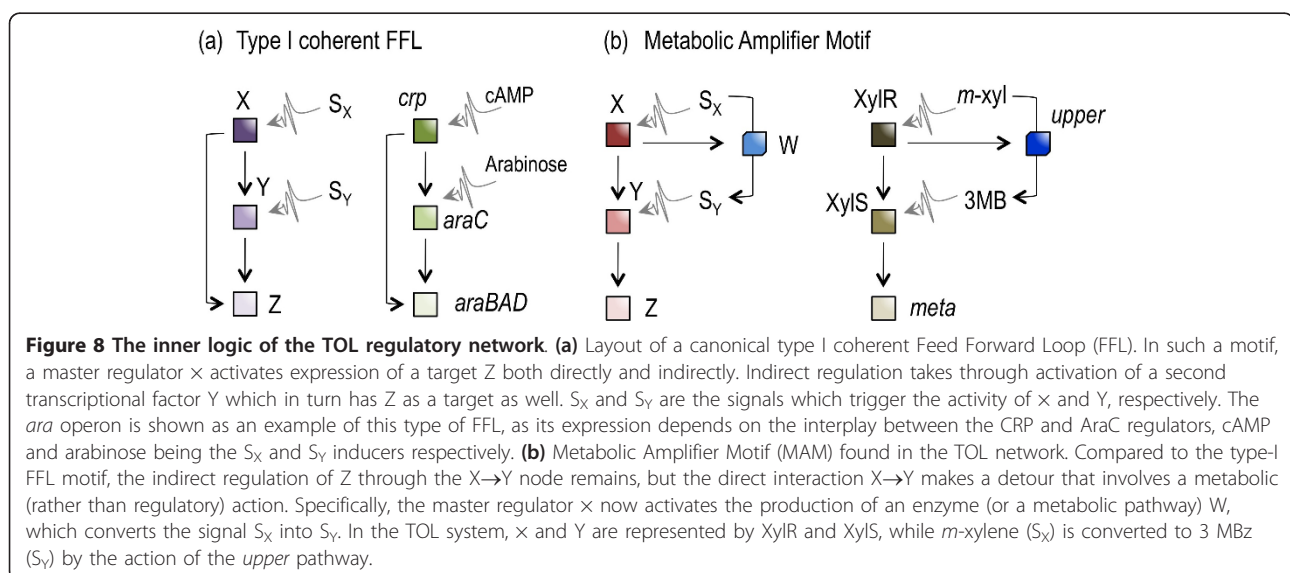 (a) Type I coherent FFL
(b) Metabolic Amplifier Motif
X
S_X
Y
S_Y
Z
crp
cAMP
Arabinose
araC
araBAD
X
S_X
W
Y
S_Y
Z
XylR
m-xyl
upper
XylS
3MB
meta
Figure 8 The inner logic of the TOL regulatory network. (a) Layout of a canonical type I coherent Feed Forward Loop (FFL). In such a motif,
a master regulator × activates expression of a target Z both directly and indirectly. Indirect regulation takes through activation of a second
transcriptional factor Y which in turn has Z as a target as well. S_X and S_Y are the signals which trigger the activity of × and Y, respectively. The
ara operon is shown as an example of this type of FFL, as its expression depends on the interplay between the CRP and AraC regulators, cAMP
and arabinose being the S_X and S_Y inducers respectively. (b) Metabolic Amplifier Motif (MAM) found in the TOL network. Compared to the type-I
FFL motif, the indirect regulation of Z through the X→Y node remains, but the direct interaction X→Y makes a detour that involves a metabolic
(rather than regulatory) action. Specifically, the master regulator × now activates the production of an enzyme (or a metabolic pathway) W,
which converts the signal S_X into S_Y. In the TOL system, × and Y are represented by XylR and XylS, while m-xylene (S_X) is converted to 3 MBz
(S_Y) by the action of the upper pathway.